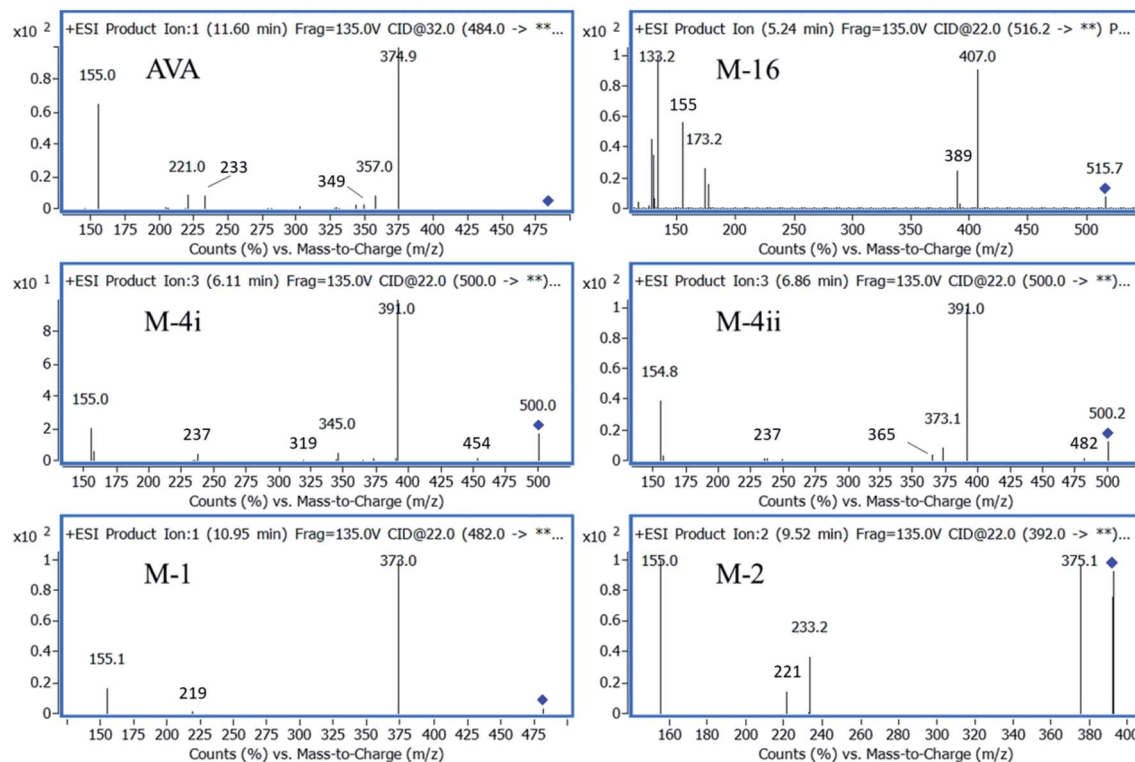 +ESI Product Ion:1 (11.60 min) Frag=135.0V CID@32.0 (484.0 -> **...
x10 2
AVA
374.9
155.0
221.0
233
349
357.0
0.8
0.6
0.4
0.2
0
150 175 200 225 250 275 300 325 350 375 400 425 450 475
Counts (%) vs. Mass-to-Charge (m/z)
+ESI Product Ion (5.24 min) Frag=135.0V CID@22.0 (516.2 -> **) P...
x10 2
M-16
133.2
407.0
155
173.2
389
515.7
1
0.8
0.6
0.4
0.2
0
150 200 250 300 350 400 450 500
Counts (%) vs. Mass-to-Charge (m/z)
+ESI Product Ion:3 (6.11 min) Frag=135.0V CID@22.0 (500.0 -> **)...
x10 1
M-4i
391.0
155.0
237
319
345.0
454
500.0
8
6
4
2
0
175 200 225 250 275 300 325 350 375 400 425 450 475 500
Counts (%) vs. Mass-to-Charge (m/z)
+ESI Product Ion:3 (6.86 min) Frag=135.0V CID@22.0 (500.0 -> **)...
x10 2
M-4ii
391.0
154.8
237
365
373.1
482
500.2
1
0.8
0.6
0.4
0.2
0
175 200 225 250 275 300 325 350 375 400 425 450 475 500
Counts (%) vs. Mass-to-Charge (m/z)
+ESI Product Ion:1 (10.95 min) Frag=135.0V CID@22.0 (482.0 -> **...
x10 2
M-1
373.0
155.1
219
1
0.8
0.6
0.4
0.2
0
150 175 200 225 250 275 300 325 350 375 400 425 450 475
Counts (%) vs. Mass-to-Charge (m/z)
+ESI Product Ion:2 (9.52 min) Frag=135.0V CID@22.0 (392.0 -> **)...
x10 2
M-2
155.0
375.1
233.2
221
1
0.8
0.6
0.4
0.2
0
160 180 200 220 240 260 280 300 320 340 360 380 400
Counts (%) vs. Mass-to-Charge (m/z)